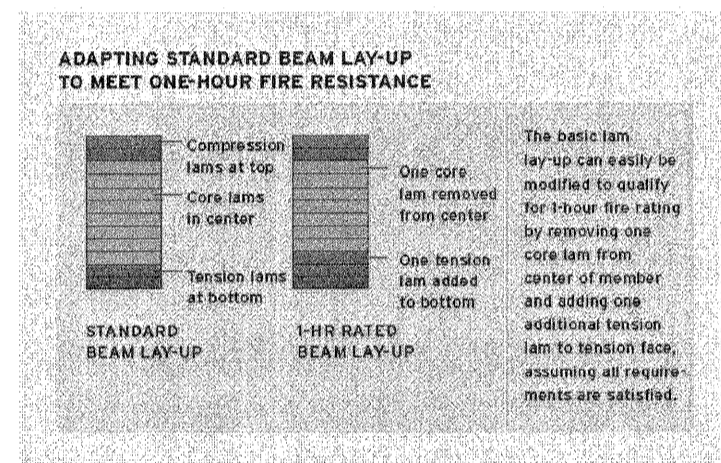 ADAPTING STANDARD BEAM LAY-UP
TO MEET ONE-HOUR FIRE RESISTANCE
Compression
lams at top
Core lams
in center
Tension lams
at bottom
STANDARD
BEAM LAY-UP
One core
lam removed
from center
One tension
lam added
to bottom
1-HR RATED
BEAM LAY-UP
The basic lam
lay-up can easily be
modified to qualify
for 1-hour fire rating
by removing one
core lam from
center of member
and adding one
additional tension
lam to tension face,
assuming all require-
ments are satisfied.